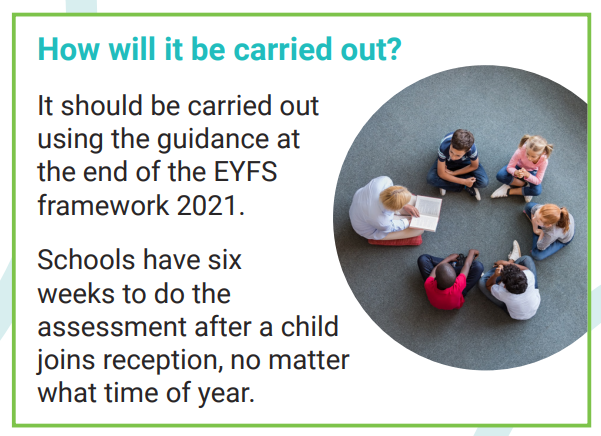 How will it be carried out?
It should be carried out
using the guidance at
the end of the EYFS
framework 2021.
Schools have six
weeks to do the
assessment after a child
joins reception, no matter
what time of year.